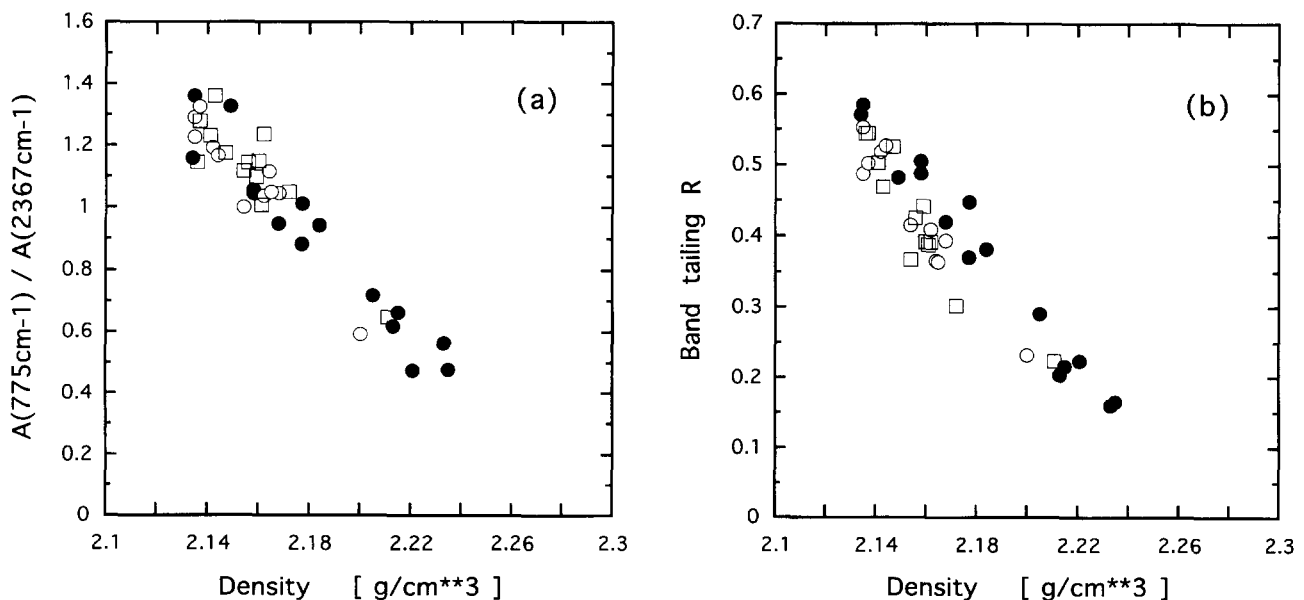 (a)
A(775cm-1) / A(2367cm-1)
1.6
1.4
1.2
1
0.8
0.6
0.4
0.2
0
2.1 2.14 2.18 2.22 2.26 2.3
Density [ g/cm**3 ]
(b)
Band tailing R
0.7
0.6
0.5
0.4
0.3
0.2
0.1
0
2.1 2.14 2.18 2.22 2.26 2.3
Density [ g/cm**3 ]